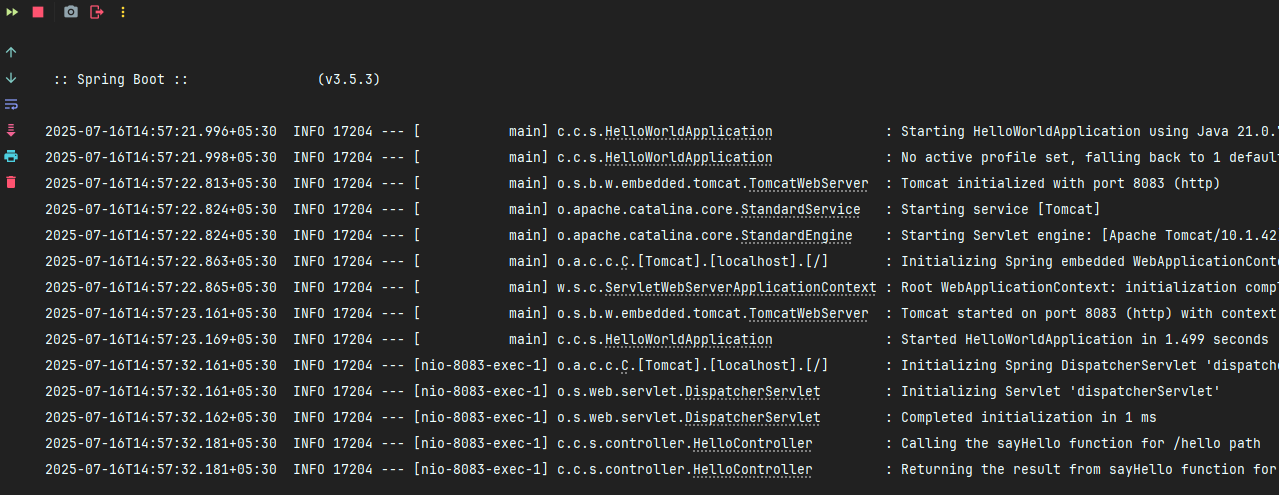 :: Spring Boot ::                (v3.5.3)
2025-07-16T14:57:21.996+05:30  INFO 17204 --- [           main] c.c.s.HelloWorldApplication              : Starting HelloWorldApplication using Java 21.0.
2025-07-16T14:57:21.998+05:30  INFO 17204 --- [           main] c.c.s.HelloWorldApplication              : No active profile set, falling back to 1 defaul
2025-07-16T14:57:22.813+05:30  INFO 17204 --- [           main] o.s.b.w.embedded.tomcat.TomcatWebServer  : Tomcat initialized with port 8083 (http)
2025-07-16T14:57:22.824+05:30  INFO 17204 --- [           main] o.apache.catalina.core.StandardService   : Starting service [Tomcat]
2025-07-16T14:57:22.824+05:30  INFO 17204 --- [           main] o.apache.catalina.core.StandardEngine    : Starting Servlet engine: [Apache Tomcat/10.1.42
2025-07-16T14:57:22.863+05:30  INFO 17204 --- [           main] o.a.c.c.C.[Tomcat].[localhost].[/]       : Initializing Spring embedded WebApplicationCont
2025-07-16T14:57:22.865+05:30  INFO 17204 --- [           main] w.s.c.ServletWebServerApplicationContext : Root WebApplicationContext: initialization comp
2025-07-16T14:57:23.161+05:30  INFO 17204 --- [           main] o.s.b.w.embedded.tomcat.TomcatWebServer  : Tomcat started on port 8083 (http) with context
2025-07-16T14:57:23.169+05:30  INFO 17204 --- [           main] c.c.s.HelloWorldApplication              : Started HelloWorldApplication in 1.499 seconds
2025-07-16T14:57:32.161+05:30  INFO 17204 --- [nio-8083-exec-1] o.a.c.c.C.[Tomcat].[localhost].[/]       : Initializing Spring DispatcherServlet 'dispatch
2025-07-16T14:57:32.161+05:30  INFO 17204 --- [nio-8083-exec-1] o.s.web.servlet.DispatcherServlet        : Initializing Servlet 'dispatcherServlet'
2025-07-16T14:57:32.162+05:30  INFO 17204 --- [nio-8083-exec-1] o.s.web.servlet.DispatcherServlet        : Completed initialization in 1 ms
2025-07-16T14:57:32.181+05:30  INFO 17204 --- [nio-8083-exec-1] c.c.s.controller.HelloController         : Calling the sayHello function for /hello path
2025-07-16T14:57:32.181+05:30  INFO 17204 --- [nio-8083-exec-1] c.c.s.controller.HelloController         : Returning the result from sayHello function for